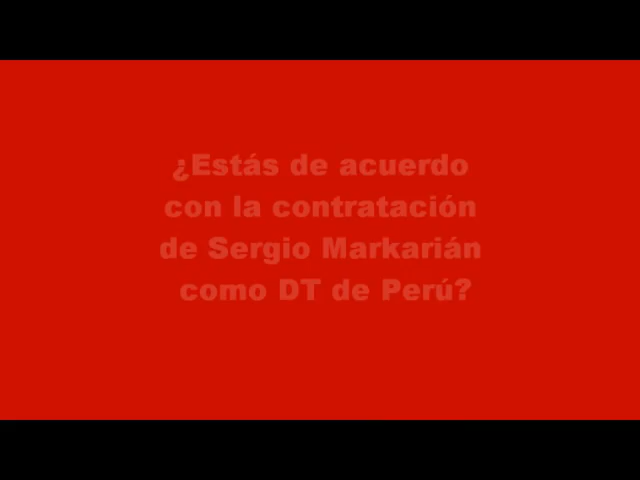 ¿Estás de acuerdo
con la contratación
de Sergio Markarián
como DT de Perú?